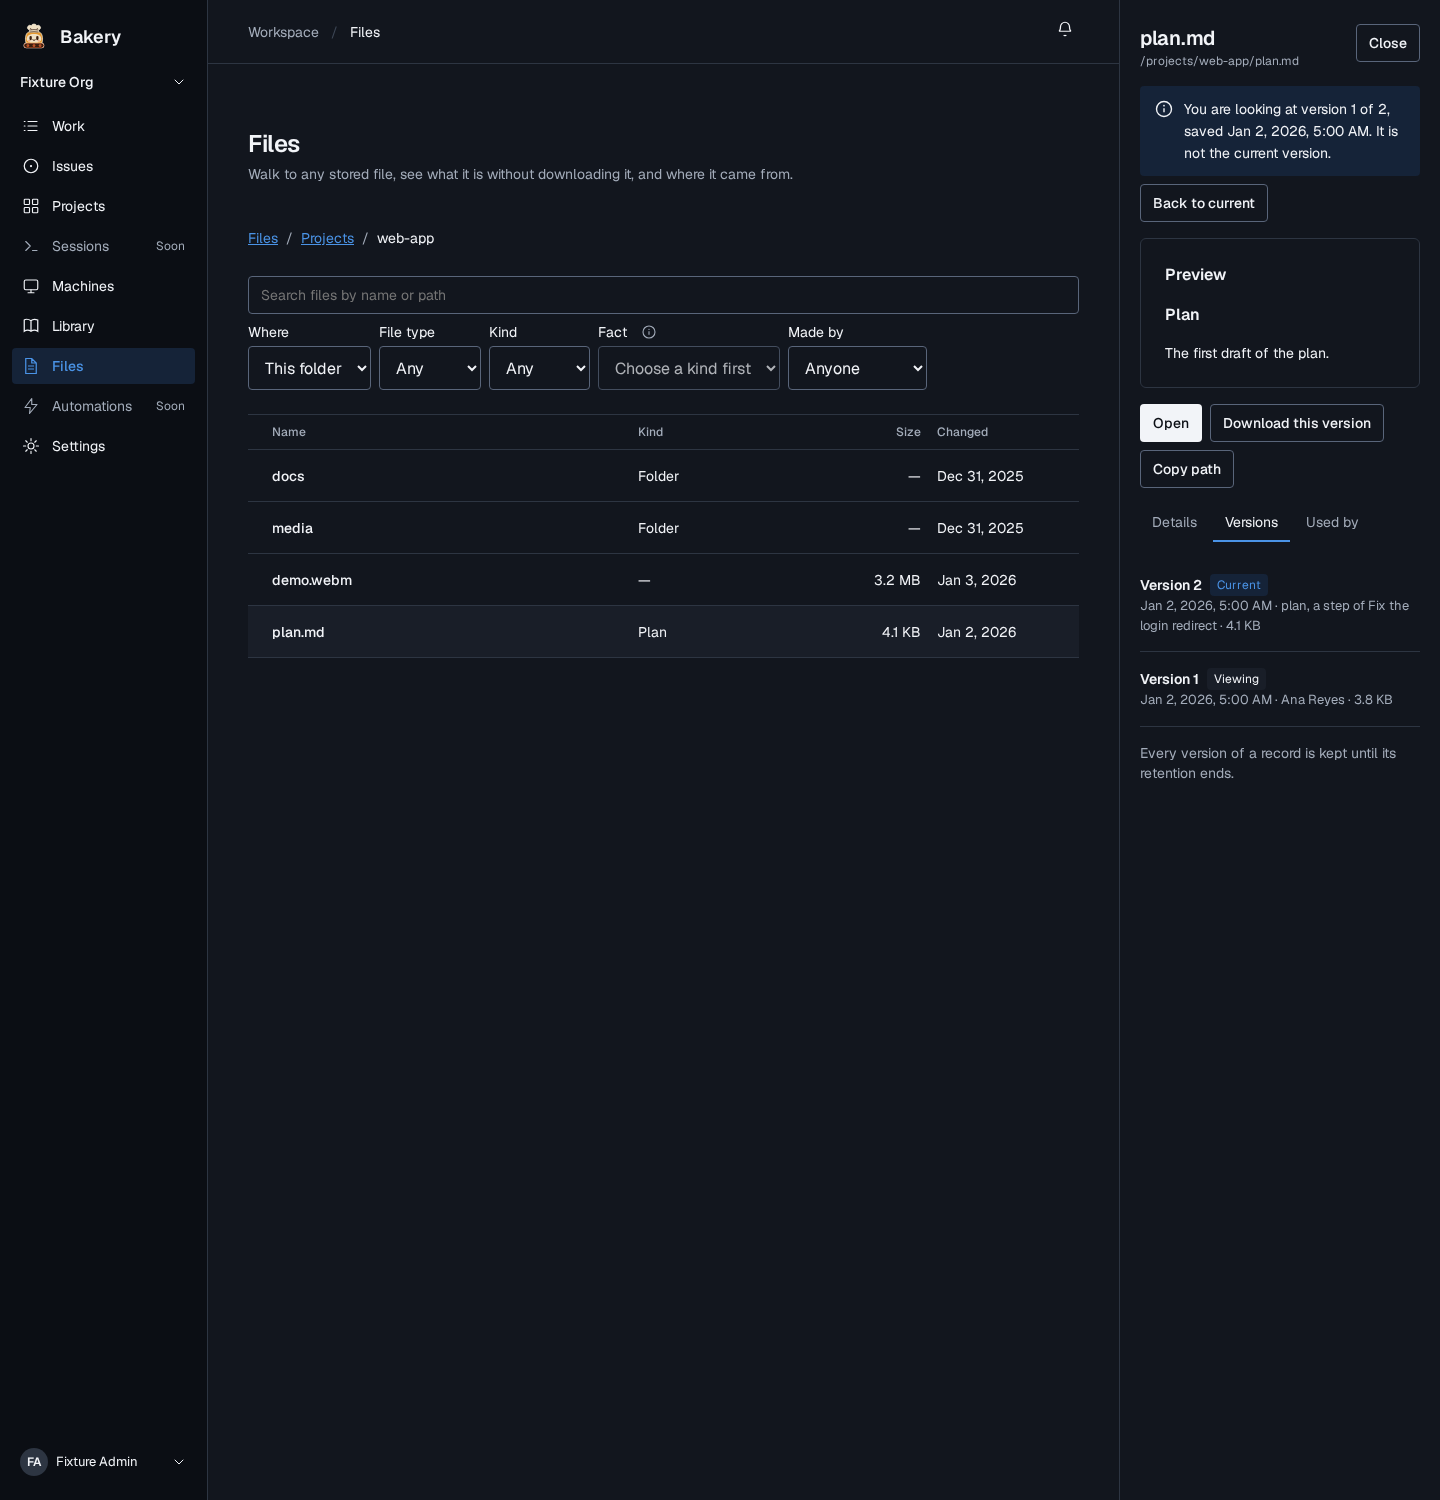 Bakery
Fixture Org
Work
Issues
Projects
Sessions Soon
Machines
Library
Files
Automations Soon
Settings
FA Fixture Admin
Workspace / Files
Files
Walk to any stored file, see what it is without downloading it, and where it came from.
Files / Projects / web-app
Search files by name or path
Where File type Kind Fact Made by
This folder Any Any Choose a kind first Anyone
Name Kind Size Changed
docs Folder — Dec 31, 2025
media Folder — Dec 31, 2025
demo.webm — 3.2 MB Jan 3, 2026
plan.md Plan 4.1 KB Jan 2, 2026
plan.md
/projects/web-app/plan.md
Close
You are looking at version 1 of 2,
saved Jan 2, 2026, 5:00 AM. It is
not the current version.
Back to current
Preview
Plan
The first draft of the plan.
Open Download this version
Copy path
Details Versions Used by
Version 2 Current
Jan 2, 2026, 5:00 AM · plan, a step of Fix the
login redirect · 4.1 KB
Version 1 Viewing
Jan 2, 2026, 5:00 AM · Ana Reyes · 3.8 KB
Every version of a record is kept until its
retention ends.